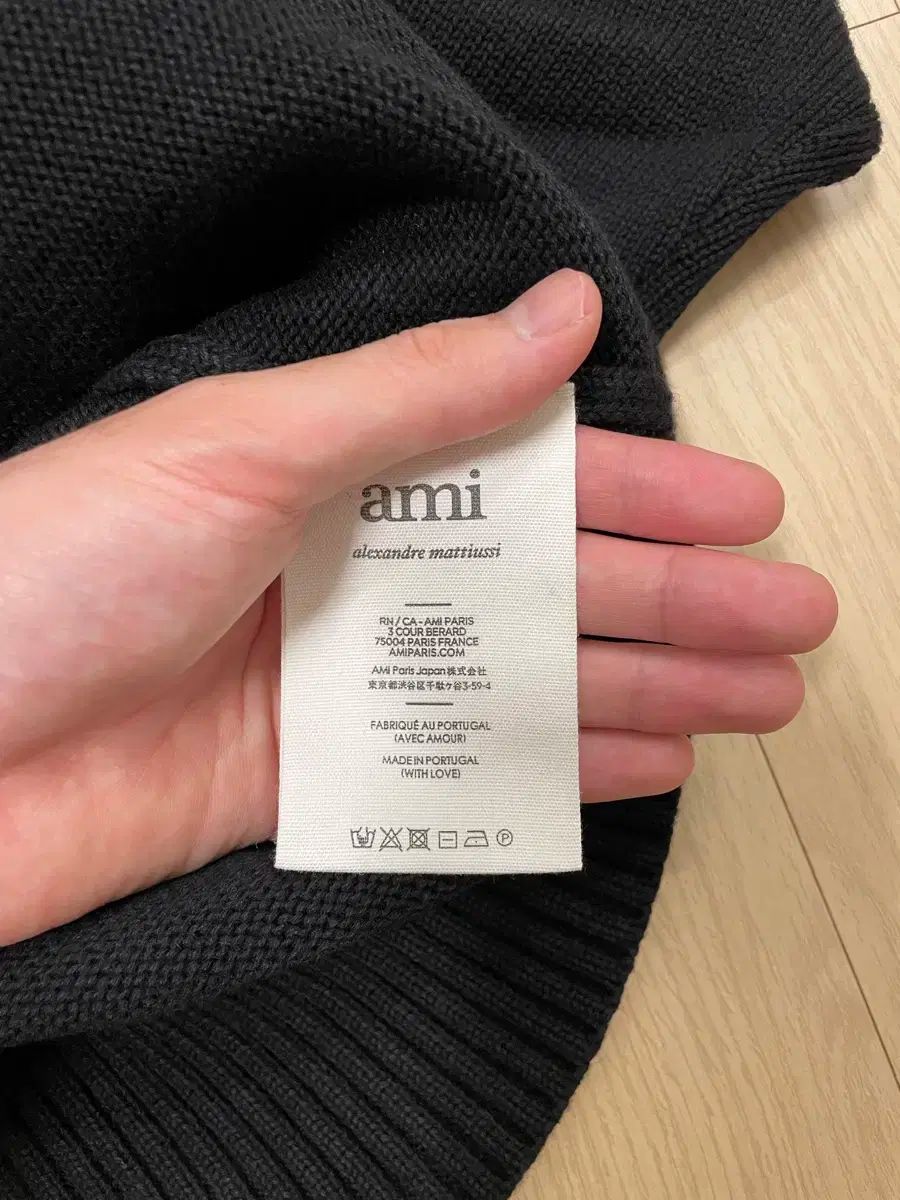 ami
alexandre mattiussi
RN / CA - AMI PARIS
3 COUR BERARD
75004 PARIS FRANCE
AMIPARIS.COM
AMI Paris Japan 株式会社
東京都渋谷区千駄ヶ谷3-59-4
FABRIQUÉ AU PORTUGAL
(AVEC AMOUR)
MADE IN PORTUGAL
(WITH LOVE)
P